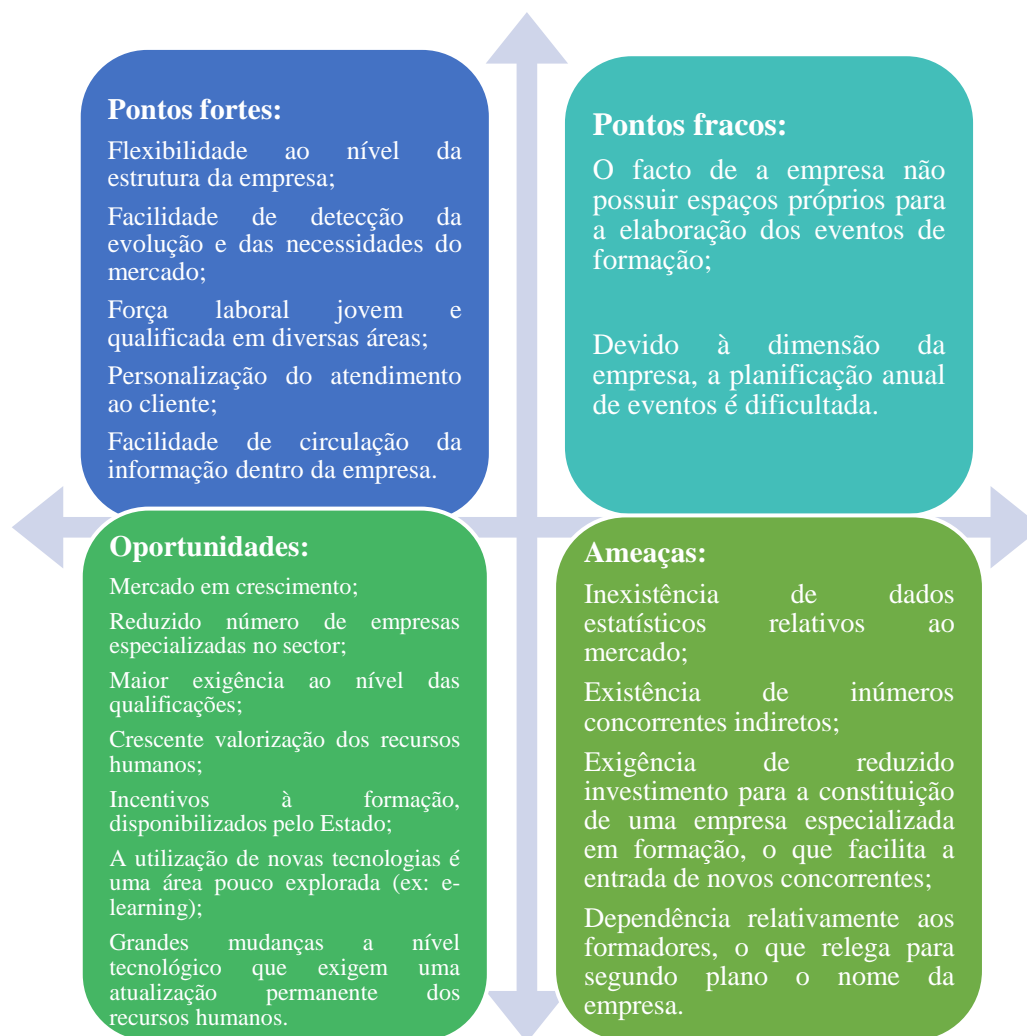 Pontos fortes:
Flexibilidade ao nível da
estrutura da empresa;
Facilidade de detecção da
evolução e das necessidades do
mercado;
Força laboral jovem e
qualificada em diversas áreas;
Personalização do atendimento
ao cliente;
Facilidade de circulação da
informação dentro da empresa.
Pontos fracos:
O facto de a empresa não
possuir espaços próprios para
a elaboração dos eventos de
formação;
Devido à dimensão da
empresa, a planificação anual
de eventos é dificultada.
Oportunidades:
Mercado em crescimento;
Reduzido número de empresas
especializadas no sector;
Maior exigência ao nível das
qualificações;
Crescente valorização dos recursos
humanos;
Incentivos à formação,
disponibilizados pelo Estado;
A utilização de novas tecnologias é
uma área pouco explorada (ex: e-
learning);
Grandes mudanças a nível
tecnológico que exigem uma
atualização permanente dos
recursos humanos.
Ameaças:
Inexistência de dados
estatísticos relativos ao
mercado;
Existência de inúmeros
concorrentes indiretos;
Exigência de reduzido
investimento para a constituição
de uma empresa especializada
em formação, o que facilita a
entrada de novos concorrentes;
Dependência relativamente aos
formadores, o que relega para
segundo plano o nome da
empresa.